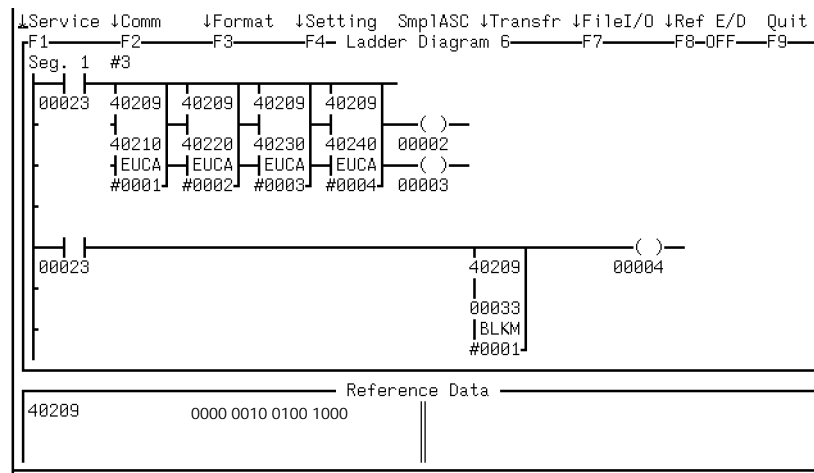 ↓Service ↓Comm ↓Format ↓Setting SmplASC ↓Transfr ↓FileI/O ↓Ref E/D Quit
F1 F2 F3 F4 Ladder Diagram 6 F7 F8-OFF F9
Seg. 1 #3
00023 40209 40209 40209 40209
( )
40210 40220 40230 40240 00002
EUCA EUCA EUCA EUCA ( )
#0001 #0002 #0003 #0004 00003
( )
00023 40209 00004
00033
BLKM
#0001
Reference Data
40209 0000 0010 0100 1000